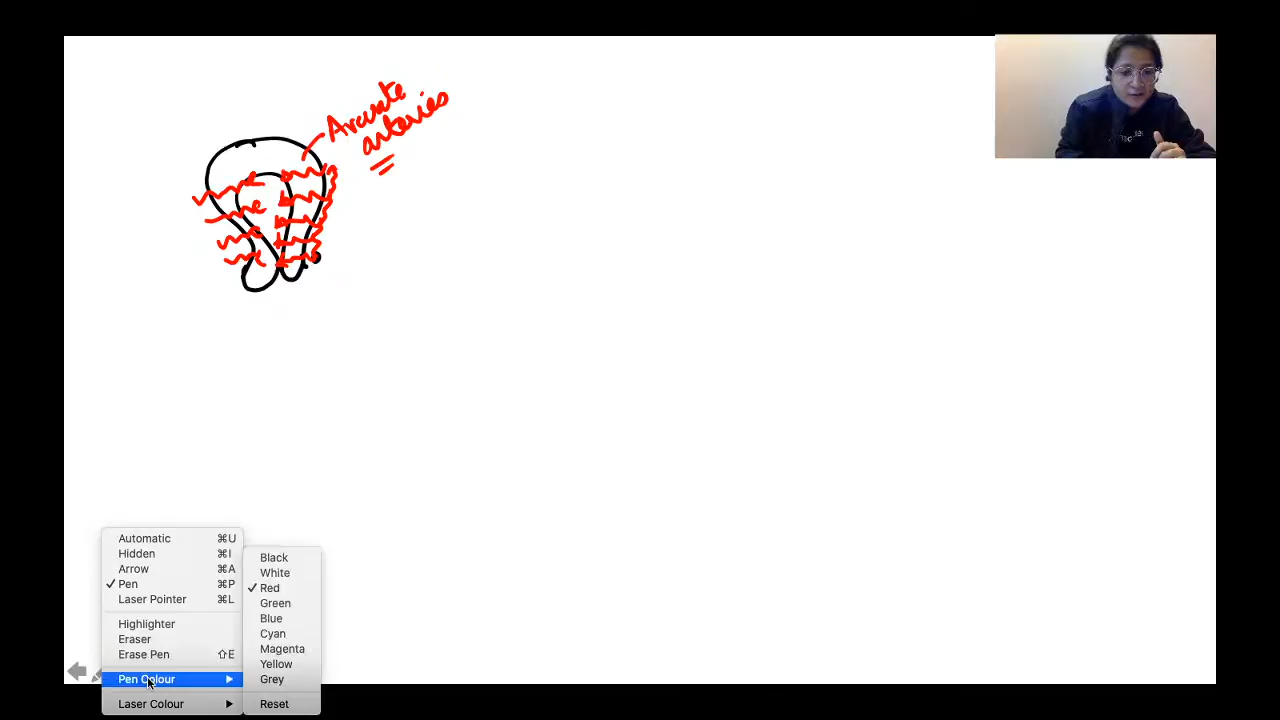 Arcuate
arteries
Automatic ⌘U
Hidden ⌘I
Arrow ⌘A
✓ Pen ⌘P
Laser Pointer ⌘L
Highlighter
Eraser
Erase Pen ⇧E
Pen Colour
Laser Colour
Black
White
✓ Red
Green
Blue
Cyan
Magenta
Yellow
Grey
Reset